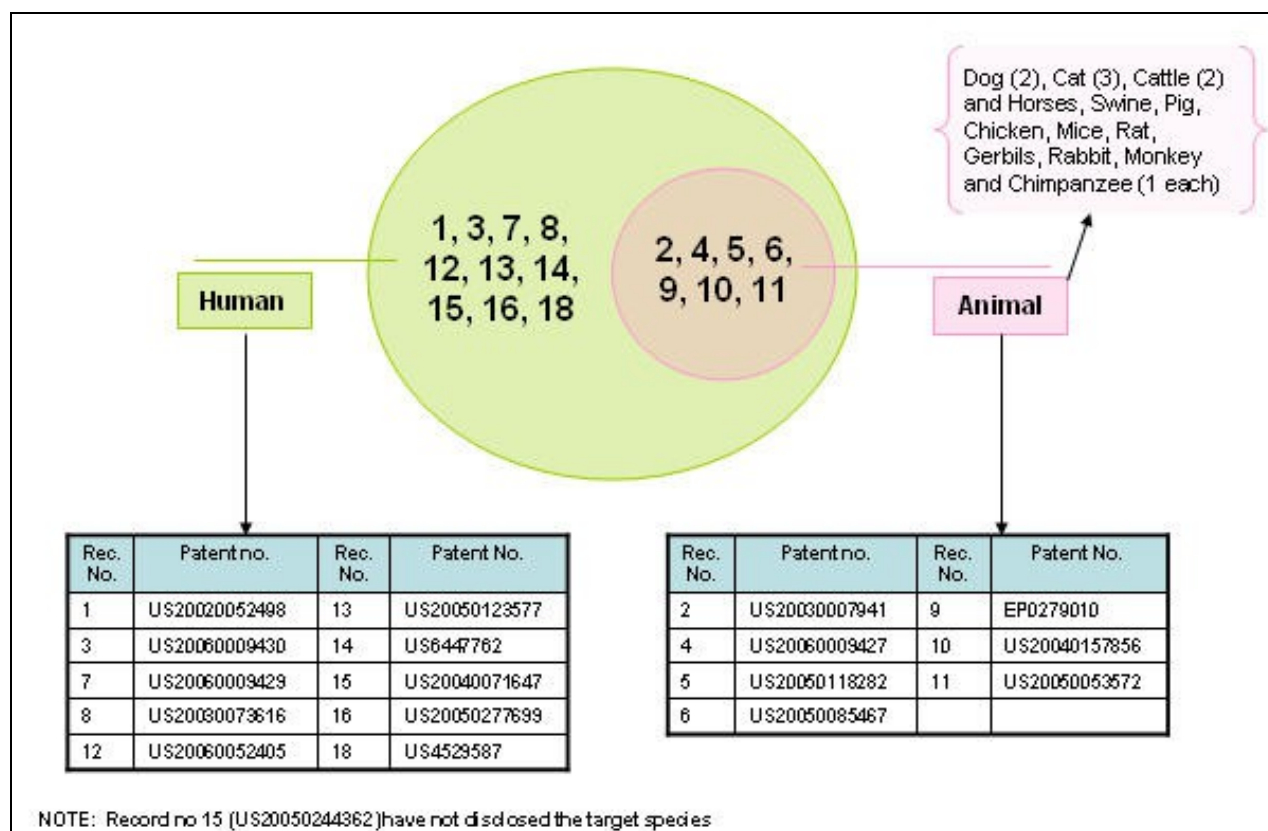 Dog (2), Cat (3), Cattle (2)
and Horses, Swine, Pig,
Chicken, Mice, Rat,
Gerbils, Rabbit, Monkey
and Chimpanzee (1 each)
1, 3, 7, 8,
12, 13, 14,
15, 16, 18
2, 4, 5, 6,
9, 10, 11
Human
Animal
Rec. No. Patent no. Rec. No. Patent No.
1 US20020052498 13 US20050123577
3 US20060009430 14 US6447762
7 US20060009429 15 US20040071647
8 US20030073616 16 US20050277699
12 US20060052405 18 US4529587
Rec. No. Patent no. Rec. No. Patent No.
2 US20030007941 9 EP0279010
4 US20060009427 10 US20040157856
5 US20050118282 11 US20050053572
6 US20050085467
NOTE: Record no 15 (US20050244362)have not disclosed the target species